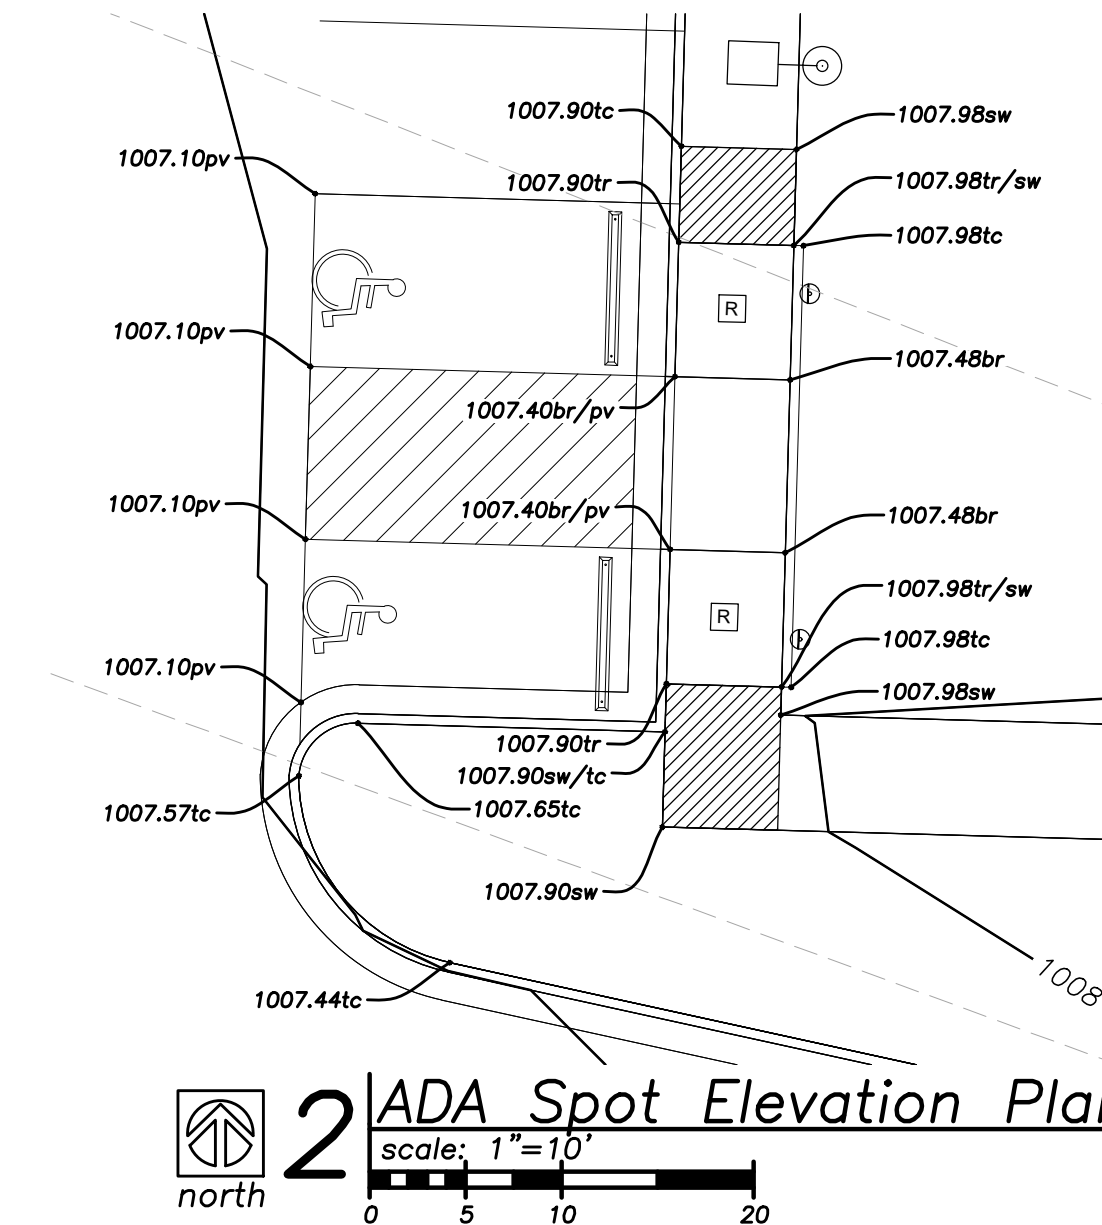 1007.90tc
1007.98sw
1007.10pv
1007.90tr
1007.98tr/sw
1007.98tc
R
1007.10pv
1007.48br
1007.40br/pv
1007.10pv
1007.40br/pv
1007.48br
1007.98tr/sw
R
1007.98tc
1007.10pv
1007.98sw
1007.90tr
1007.90sw/tc
1007.57tc
1007.65tc
1007.90sw
1008
1007.44tc
2
ADA Spot Elevation Plan
scale: 1"=10'
north
0 5 10 20